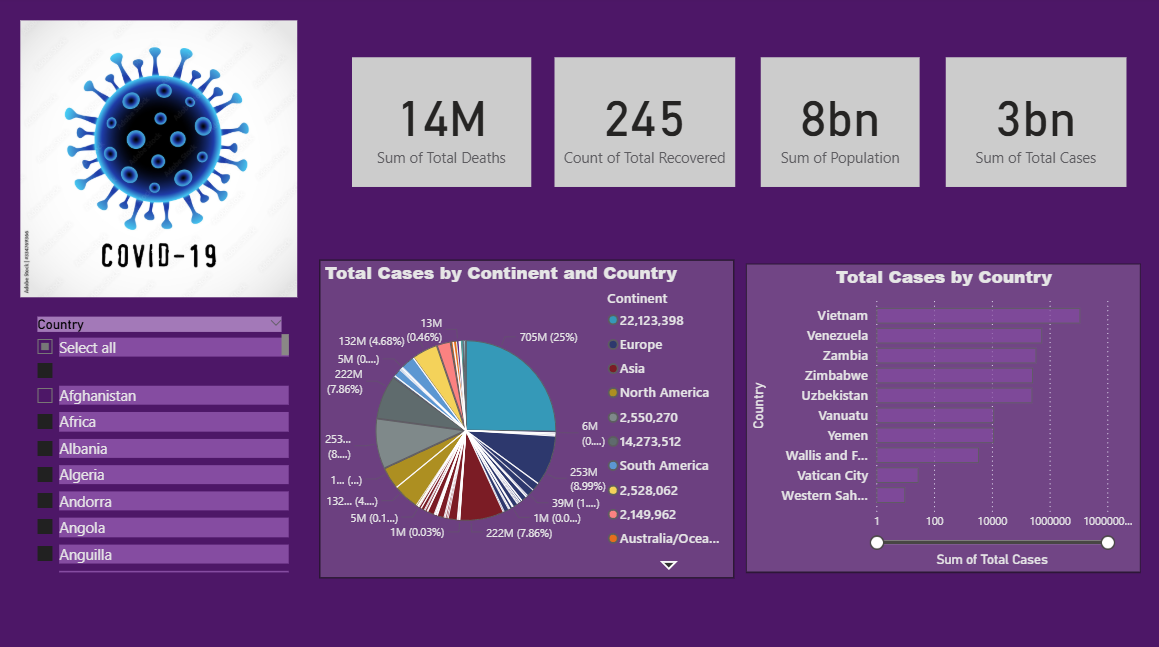 COVID-19
14M
Sum of Total Deaths
245
Count of Total Recovered
8bn
Sum of Population
3bn
Sum of Total Cases
Country
Select all
Afghanistan
Africa
Albania
Algeria
Andorra
Angola
Anguilla
Total Cases by Continent and Country
13M
(0.46%)
132M (4.68%)
5M (0....)
222M
(7.86%)
253...
(8....)
1... (...)
132... (4....)
5M (0.1...)
1M (0.03%)
222M (7.86%)
1M (0.0...)
39M (1....)
253M
(8.99%)
6M
(0....)
705M (25%)
Continent
22,123,398
Europe
Asia
North America
2,550,270
14,273,512
South America
2,528,062
2,149,962
Australia/Ocea...
Total Cases by Country
Country
Vietnam
Venezuela
Zambia
Zimbabwe
Uzbekistan
Vanuatu
Yemen
Wallis and F...
Vatican City
Western Sah...
1 100 10000 1000000 1000000...
Sum of Total Cases